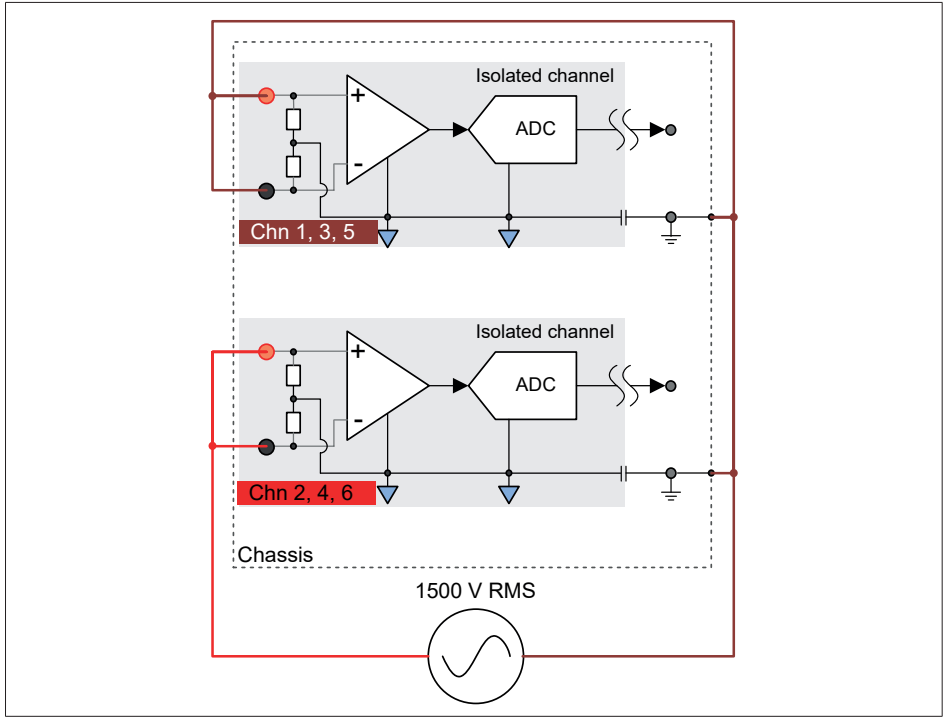 Isolated channel
+
ADC
-
Chn 1, 3, 5
Isolated channel
+
ADC
-
Chn 2, 4, 6
Chassis
1500 V RMS